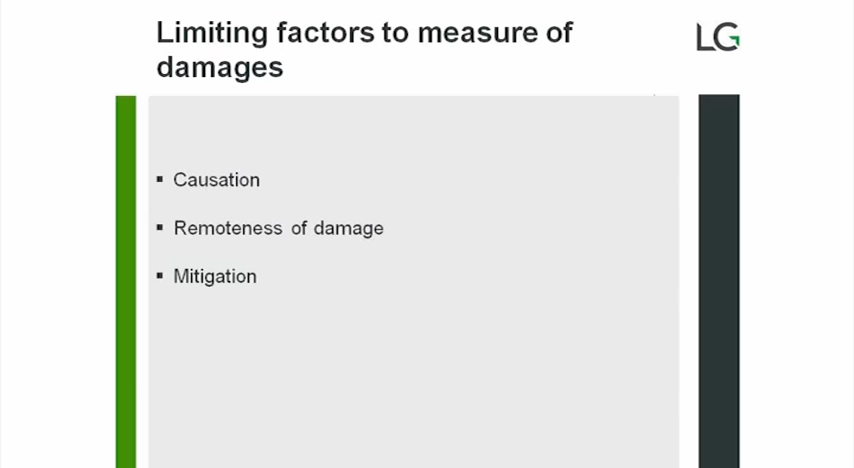 Limiting factors to measure of
damages
LG
▪ Causation
▪ Remoteness of damage
▪ Mitigation